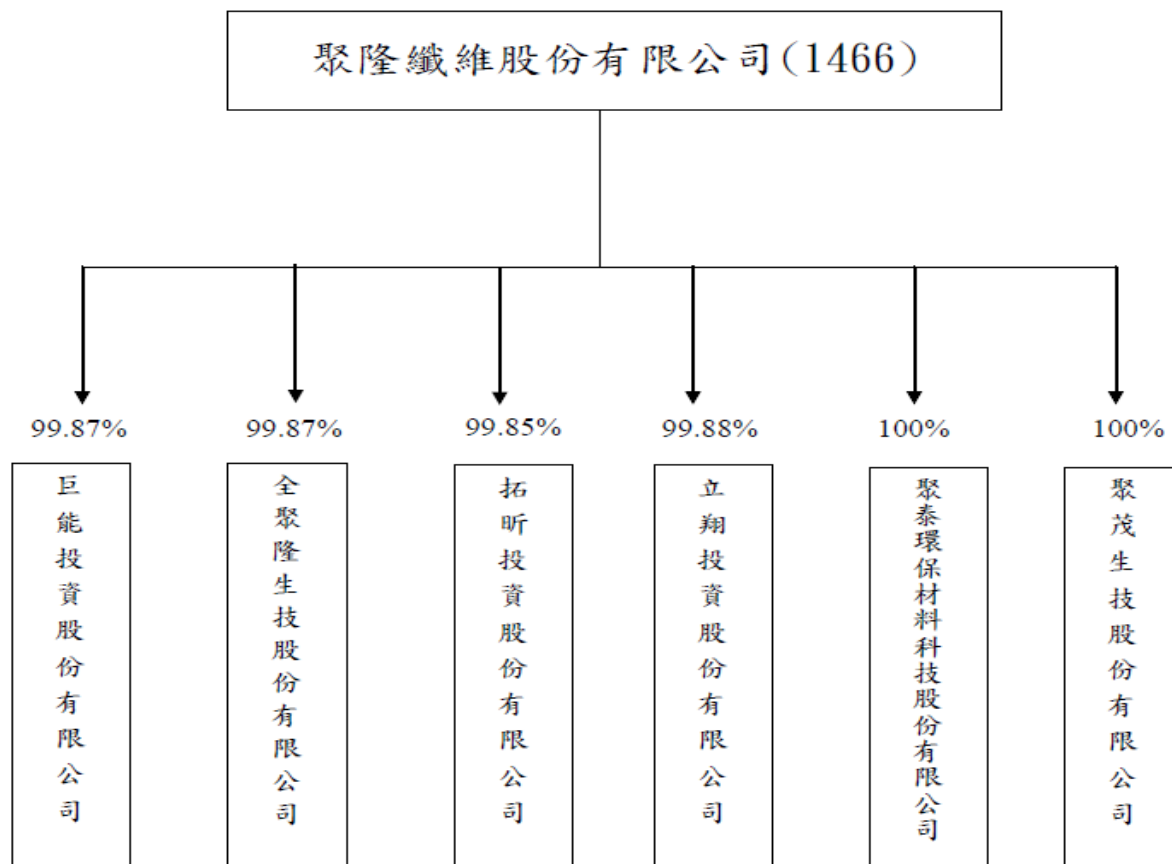 聚隆纖維股份有限公司(1466)
99.87%
99.87%
99.85%
99.88%
100%
100%
巨能投資股份有限公司
全聚隆生技股份有限公司
拓昕投資股份有限公司
立翔投資股份有限公司
聚泰環保材料科技股份有限公司
聚茂生技股份有限公司